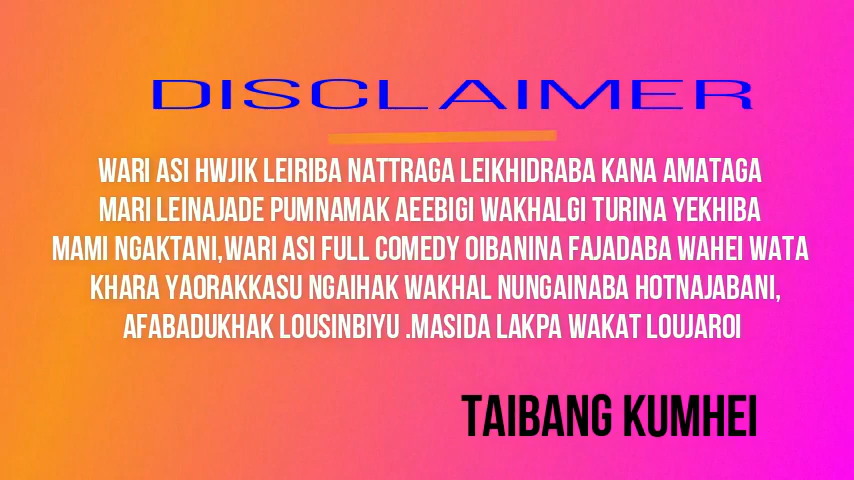 DISCLAIMER
WARI ASI HWJIK LEIRIBA NATTRAGA LEIKHIDRABA KANA AMATAGA
MARI LEINAJADE PUMNAMAK AEEBIGI WAKHALGI TURINA YEKHIBA
MAMI NGAKTANI,WARI ASI FULL COMEDY OIBANINA FAJADABA WAHEI WATA
KHARA YAORAKKASU NGAIHAK WAKHAL NUNGAINABA HOTNAJABANI,
AFABADUKHAK LOUSINBIYU .MASIDA LAKPA WAKAT LOUJAROI
TAIBANG KUMHEI